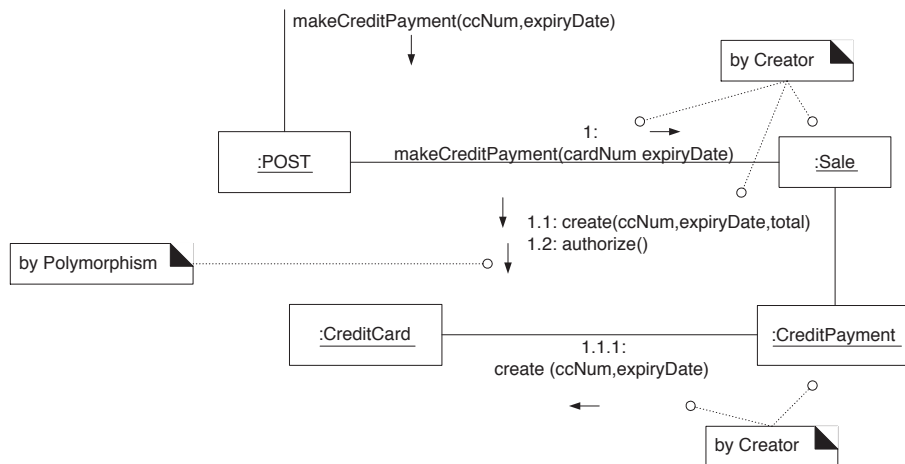 makeCreditPayment(ccNum,expiryDate)
by Creator
1:
:POST
makeCreditPayment(cardNum expiryDate)
:Sale
1.1: create(ccNum,expiryDate,total)
1.2: authorize()
by Polymorphism
:CreditCard
:CreditPayment
1.1.1:
create (ccNum,expiryDate)
by Creator